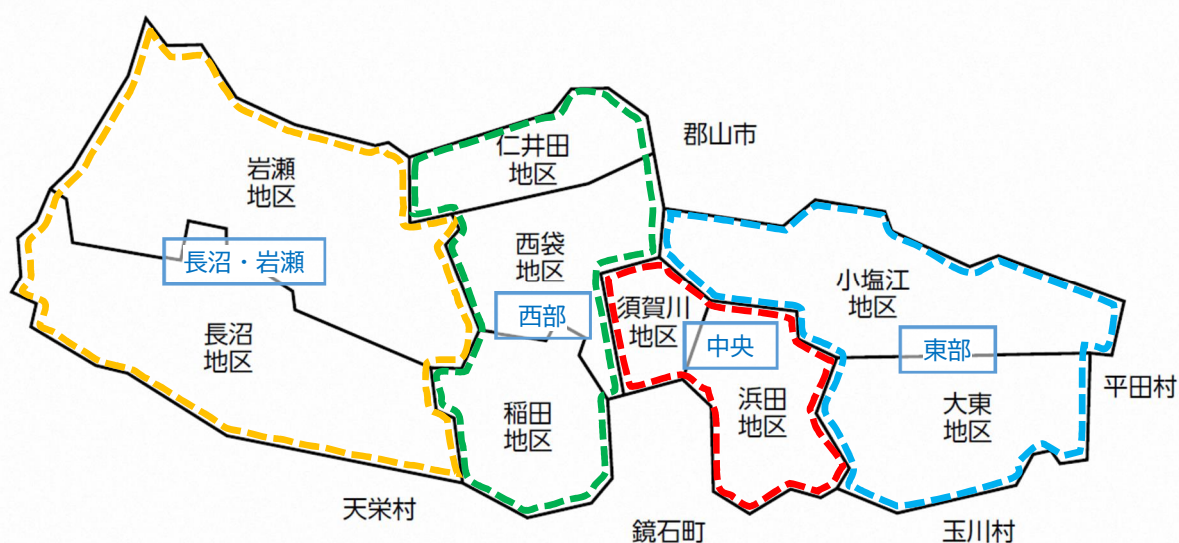 郡山市
仁井田
地区
岩瀬
地区
西袋
地区
長沼・岩瀬
小塩江
地区
須賀川
地区
西部
長沼
地区
中央
東部
平田村
浜田
地区
大東
地区
稲田
地区
天栄村
鏡石町
玉川村